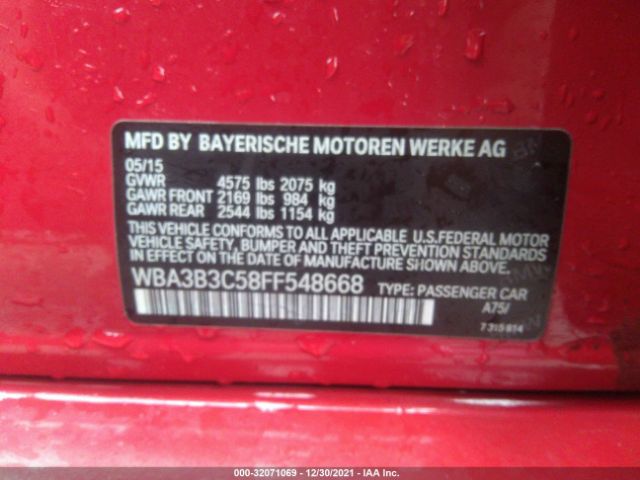 MFD BY BAYERISCHE MOTOREN WERKE AG
05/15
GVWR 4575 lbs 2075 kg
GAWR FRONT 2169 lbs 984 kg
GAWR REAR 2544 lbs 1154 kg
THIS VEHICLE CONFORMS TO ALL APPLICABLE U.S.FEDERAL MOTOR
VEHICLE SAFETY, BUMPER AND THEFT PREVENTION STANDARDS
IN EFFECT ON THE DATE OF MANUFACTURE SHOWN ABOVE.
WBA3B3C58FF548668 TYPE: PASSENGER CAR
A75/
7315814
000-32071069 - 12/30/2021 - IAA Inc.